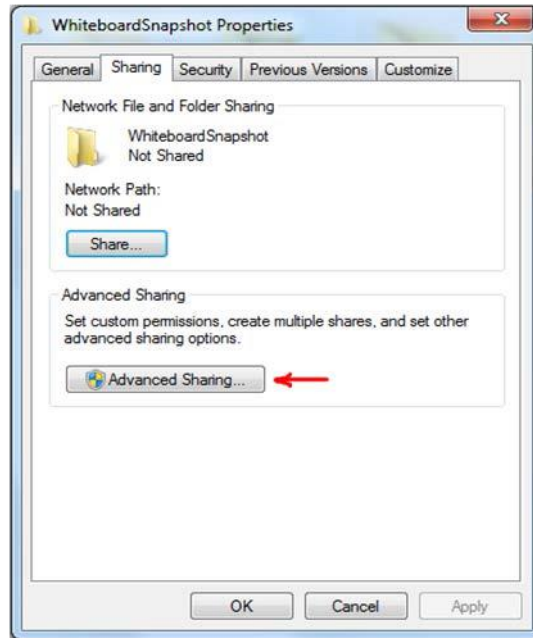 WhiteboardSnapshot Properties
General Sharing Security Previous Versions Customize
Network File and Folder Sharing
WhiteboardSnapshot
Not Shared
Network Path:
Not Shared
Share...
Advanced Sharing
Set custom permissions, create multiple shares, and set other
advanced sharing options.
Advanced Sharing...
OK Cancel Apply